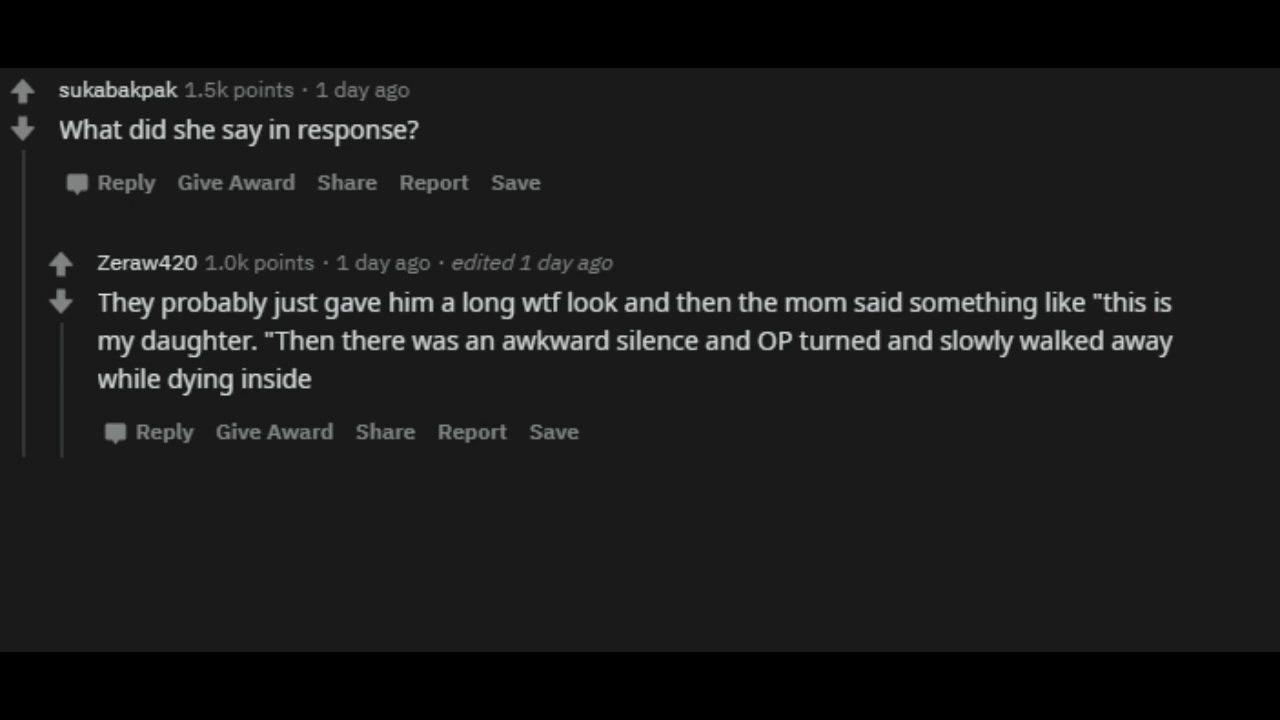 sukabakpak 1.5k points · 1 day ago
What did she say in response?
Reply Give Award Share Report Save
Zeraw420 1.0k points · 1 day ago · edited 1 day ago
They probably just gave him a long wtf look and then the mom said something like "this is
my daughter. "Then there was an awkward silence and OP turned and slowly walked away
while dying inside
Reply Give Award Share Report Save